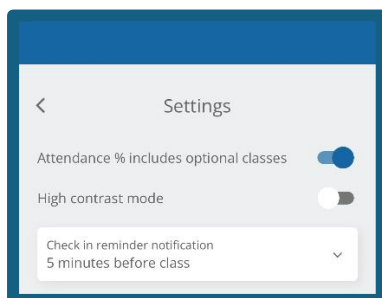 Settings
Attendance % includes optional classes
High contrast mode
Check in reminder notification
5 minutes before class